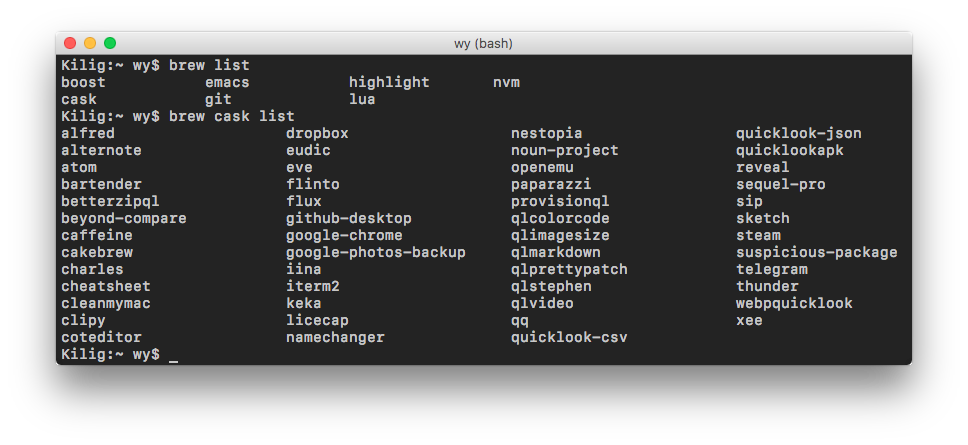 wy (bash)
Kilig:~ wy$ brew list
boost emacs highlight nvm
cask git lua
Kilig:~ wy$ brew cask list
alfred dropbox nestopia quicklook-json
alternote eudic noun-project quicklookapk
atom eve openemu reveal
bartender flinto paparazzi sequel-pro
betterzipql flux provisionql sip
beyond-compare github-desktop qlcolorcode sketch
caffeine google-chrome qlimagesize steam
cakebrew google-photos-backup qlmarkdown suspicious-package
charles iina qlprettypatch telegram
cheatsheet iterm2 qlstephen thunder
cleanmymac keka qlvideo webpquicklook
clipy licecap qq xee
coteditor namechanger quicklook-csv
Kilig:~ wy$ _